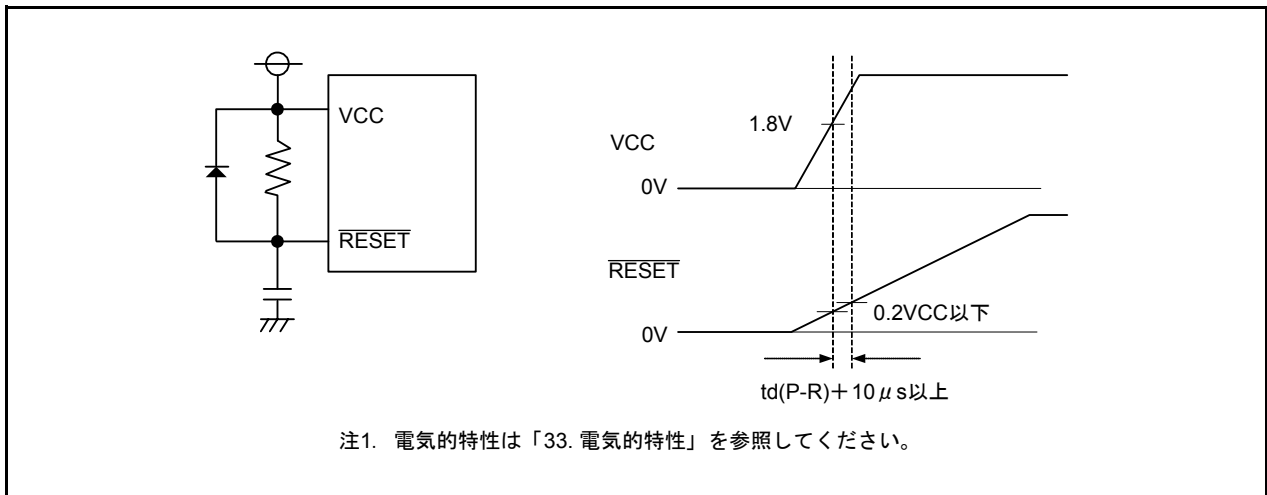 VCC
RESET
VCC
1.8V
0V
RESET
0.2VCC以下
0V
td(P-R)+10μs以上
注1. 電気的特性は「33. 電気的特性」を参照してください。